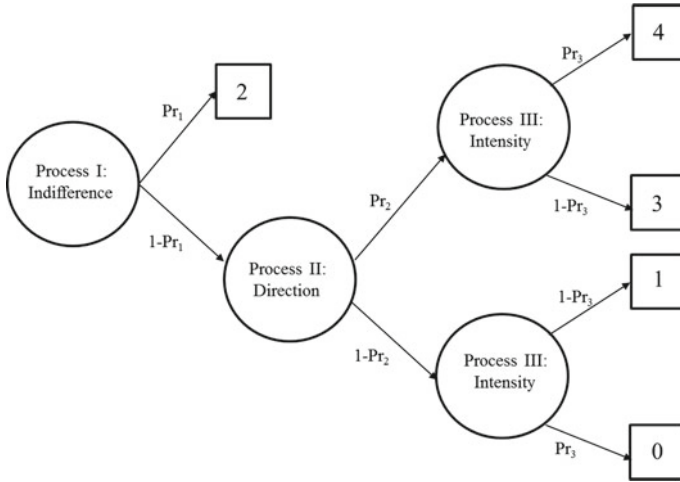 4
Pr₃
2
Process III:
Intensity
Pr₁
Process I:
Indifference
Pr₂
1-Pr₃
3
1-Pr₁
Process II:
Direction
1-Pr₃
1
1-Pr₂
Process III:
Intensity
Pr₃
0